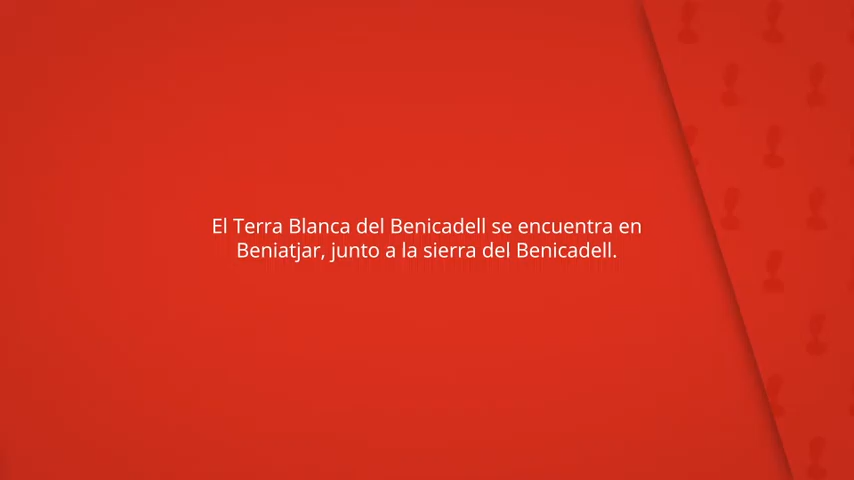 El Terra Blanca del Benicadell se encuentra en
Beniatjar, junto a la sierra del Benicadell.